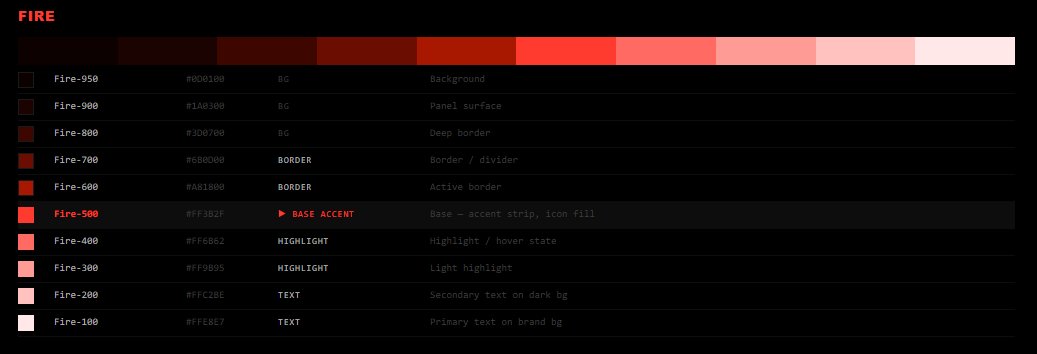 FIRE
Fire-950 #0D0100 BG Background
Fire-900 #1A0300 BG Panel surface
Fire-800 #3D0700 BG Deep border
Fire-700 #6B0D00 BORDER Border / divider
Fire-600 #A81800 BORDER Active border
Fire-500 #FF3B2F ▶ BASE ACCENT Base — accent strip, icon fill
Fire-400 #FF6B62 HIGHLIGHT Highlight / hover state
Fire-300 #FF9B95 HIGHLIGHT Light highlight
Fire-200 #FFC2BE TEXT Secondary text on dark bg
Fire-100 #FFE8E7 TEXT Primary text on brand bg